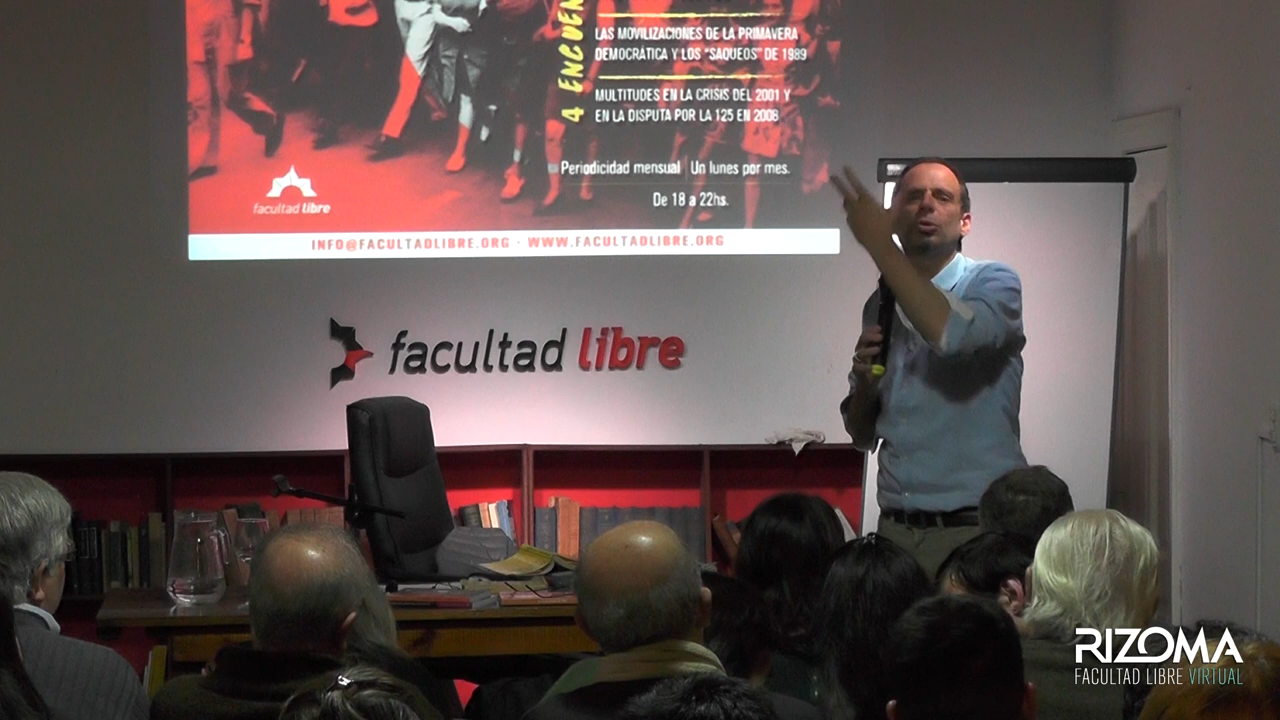 4 ENCUEN
LAS MOVILIZACIONES DE LA PRIMAVERA
DEMOCRÁTICA Y LOS "SAQUEOS" DE 1989
MULTITUDES EN LA CRISIS DEL 2001 Y
EN LA DISPUTA POR LA 125 EN 2008
Periodicidad mensual Un lunes por mes.
De 18 a 22hs.
facultad libre
INFO@FACULTADLIBRE.ORG · WWW.FACULTADLIBRE.ORG
facultad libre
RIZOMA
FACULTAD LIBRE VIRTUAL